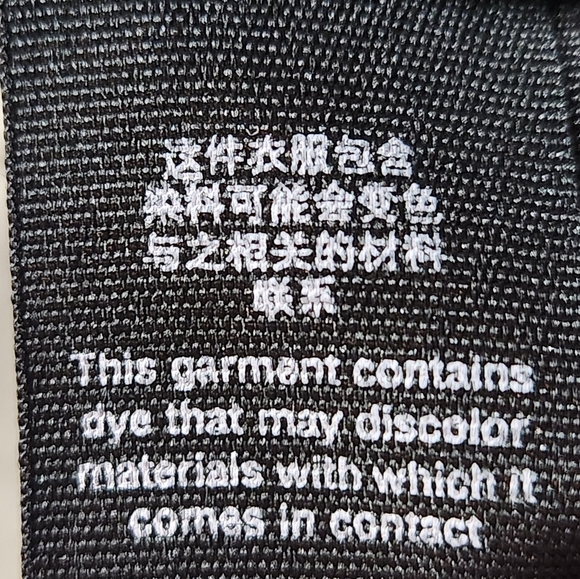 这件衣服包含
染料可能会变色
与之相关的材料
联系
This garment contains
dye that may discolor
materials with which it
comes in contact